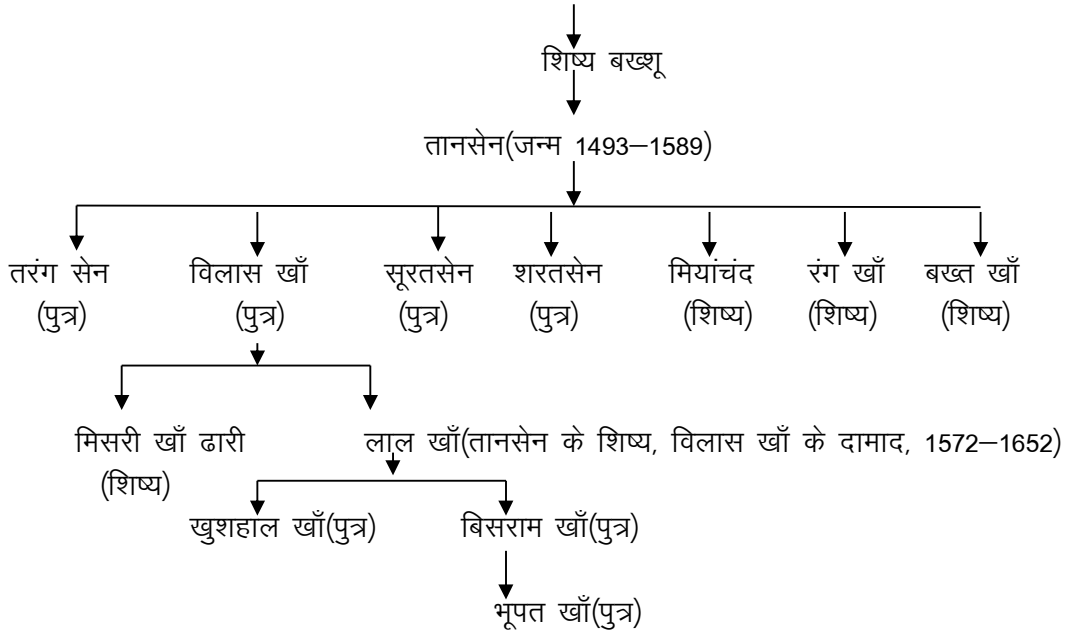 शिष्य बख्शू
तानसेन(जन्म 1493–1589)
तरंग सेन विलास खाँ सूरतसेन शरतसेन मियांचंद रंग खाँ बख्त खाँ
(पुत्र) (पुत्र) (पुत्र) (पुत्र) (शिष्य) (शिष्य) (शिष्य)
मिसरी खाँ ढारी लाल खाँ(तानसेन के शिष्य, विलास खाँ के दामाद, 1572–1652)
(शिष्य)
खुशहाल खाँ(पुत्र) बिसराम खाँ(पुत्र)
भूपत खाँ(पुत्र)